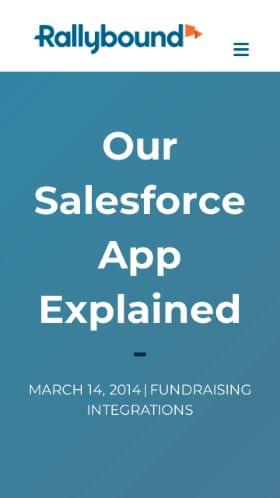 Rallybound
Our
Salesforce
App
Explained
MARCH 14, 2014 | FUNDRAISING
INTEGRATIONS